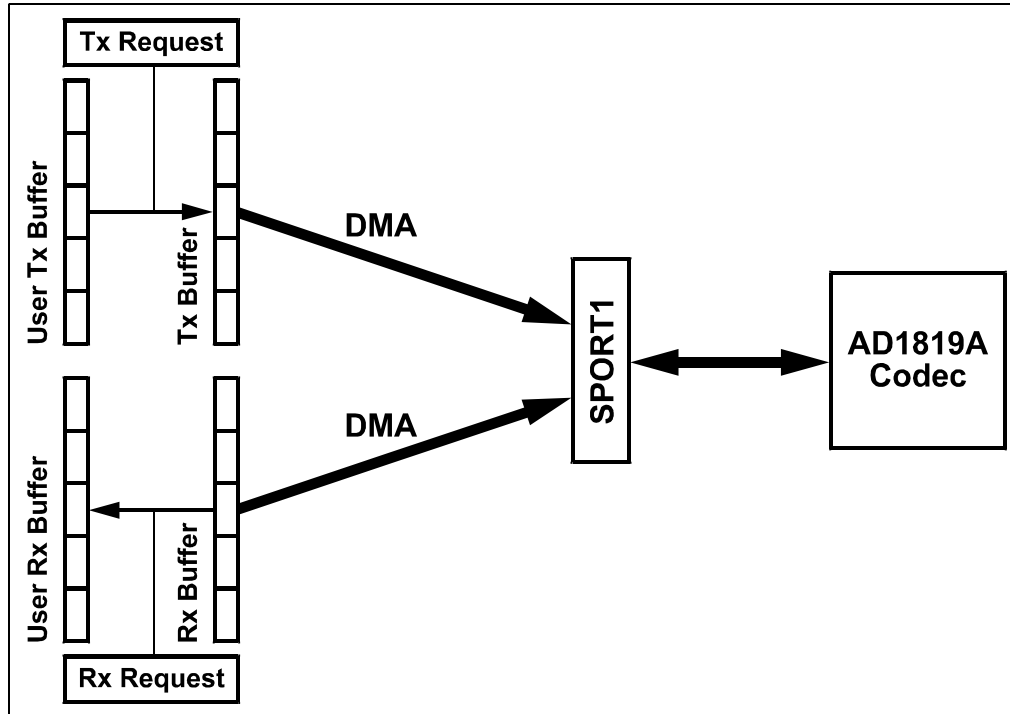 Tx Request
User Tx Buffer
Tx Buffer
DMA
SPORT1
AD1819A
Codec
DMA
User Rx Buffer
Rx Buffer
Rx Request